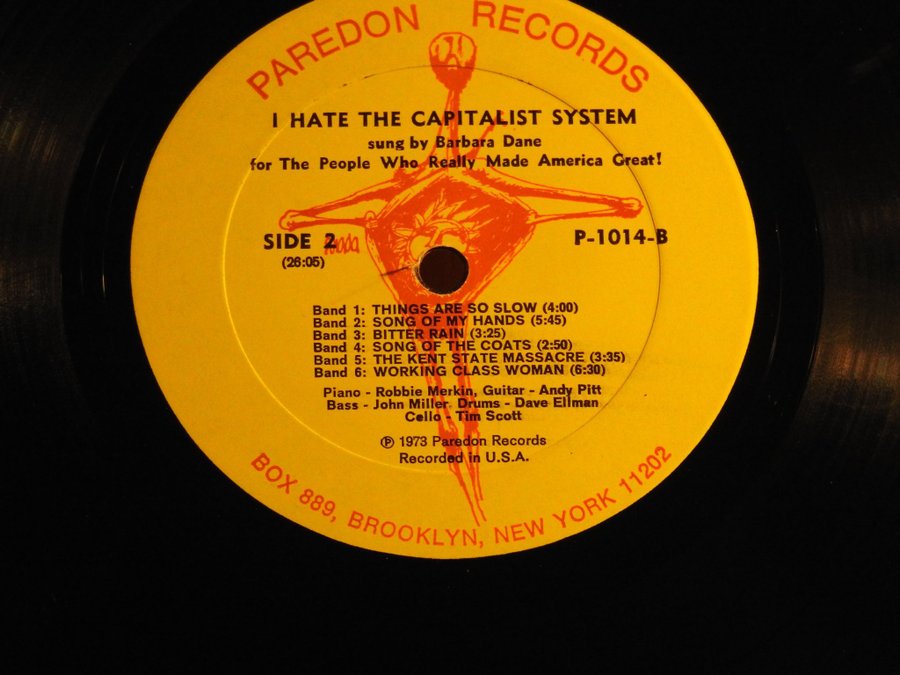 PAREDON RECORDS
I HATE THE CAPITALIST SYSTEM
sung by Barbara Dane
for The People Who Really Made America Great!
SIDE 2
P-1014-B
(26:05)
Band 1: THINGS ARE SO SLOW (4:00)
Band 2: SONG OF MY HANDS (5:45)
Band 3: BITTER RAIN (3:25)
Band 4: SONG OF THE COATS (2:50)
Band 5: THE KENT STATE MASSACRE (3:35)
Band 6: WORKING CLASS WOMAN (6:30)
Piano - Robbie Merkin, Guitar - Andy Pitt
Bass - John Miller Drums - Dave Ellman
Cello - Tim Scott
℗ 1973 Paredon Records
Recorded in U.S.A.
BOX 889, BROOKLYN, NEW YORK 11202